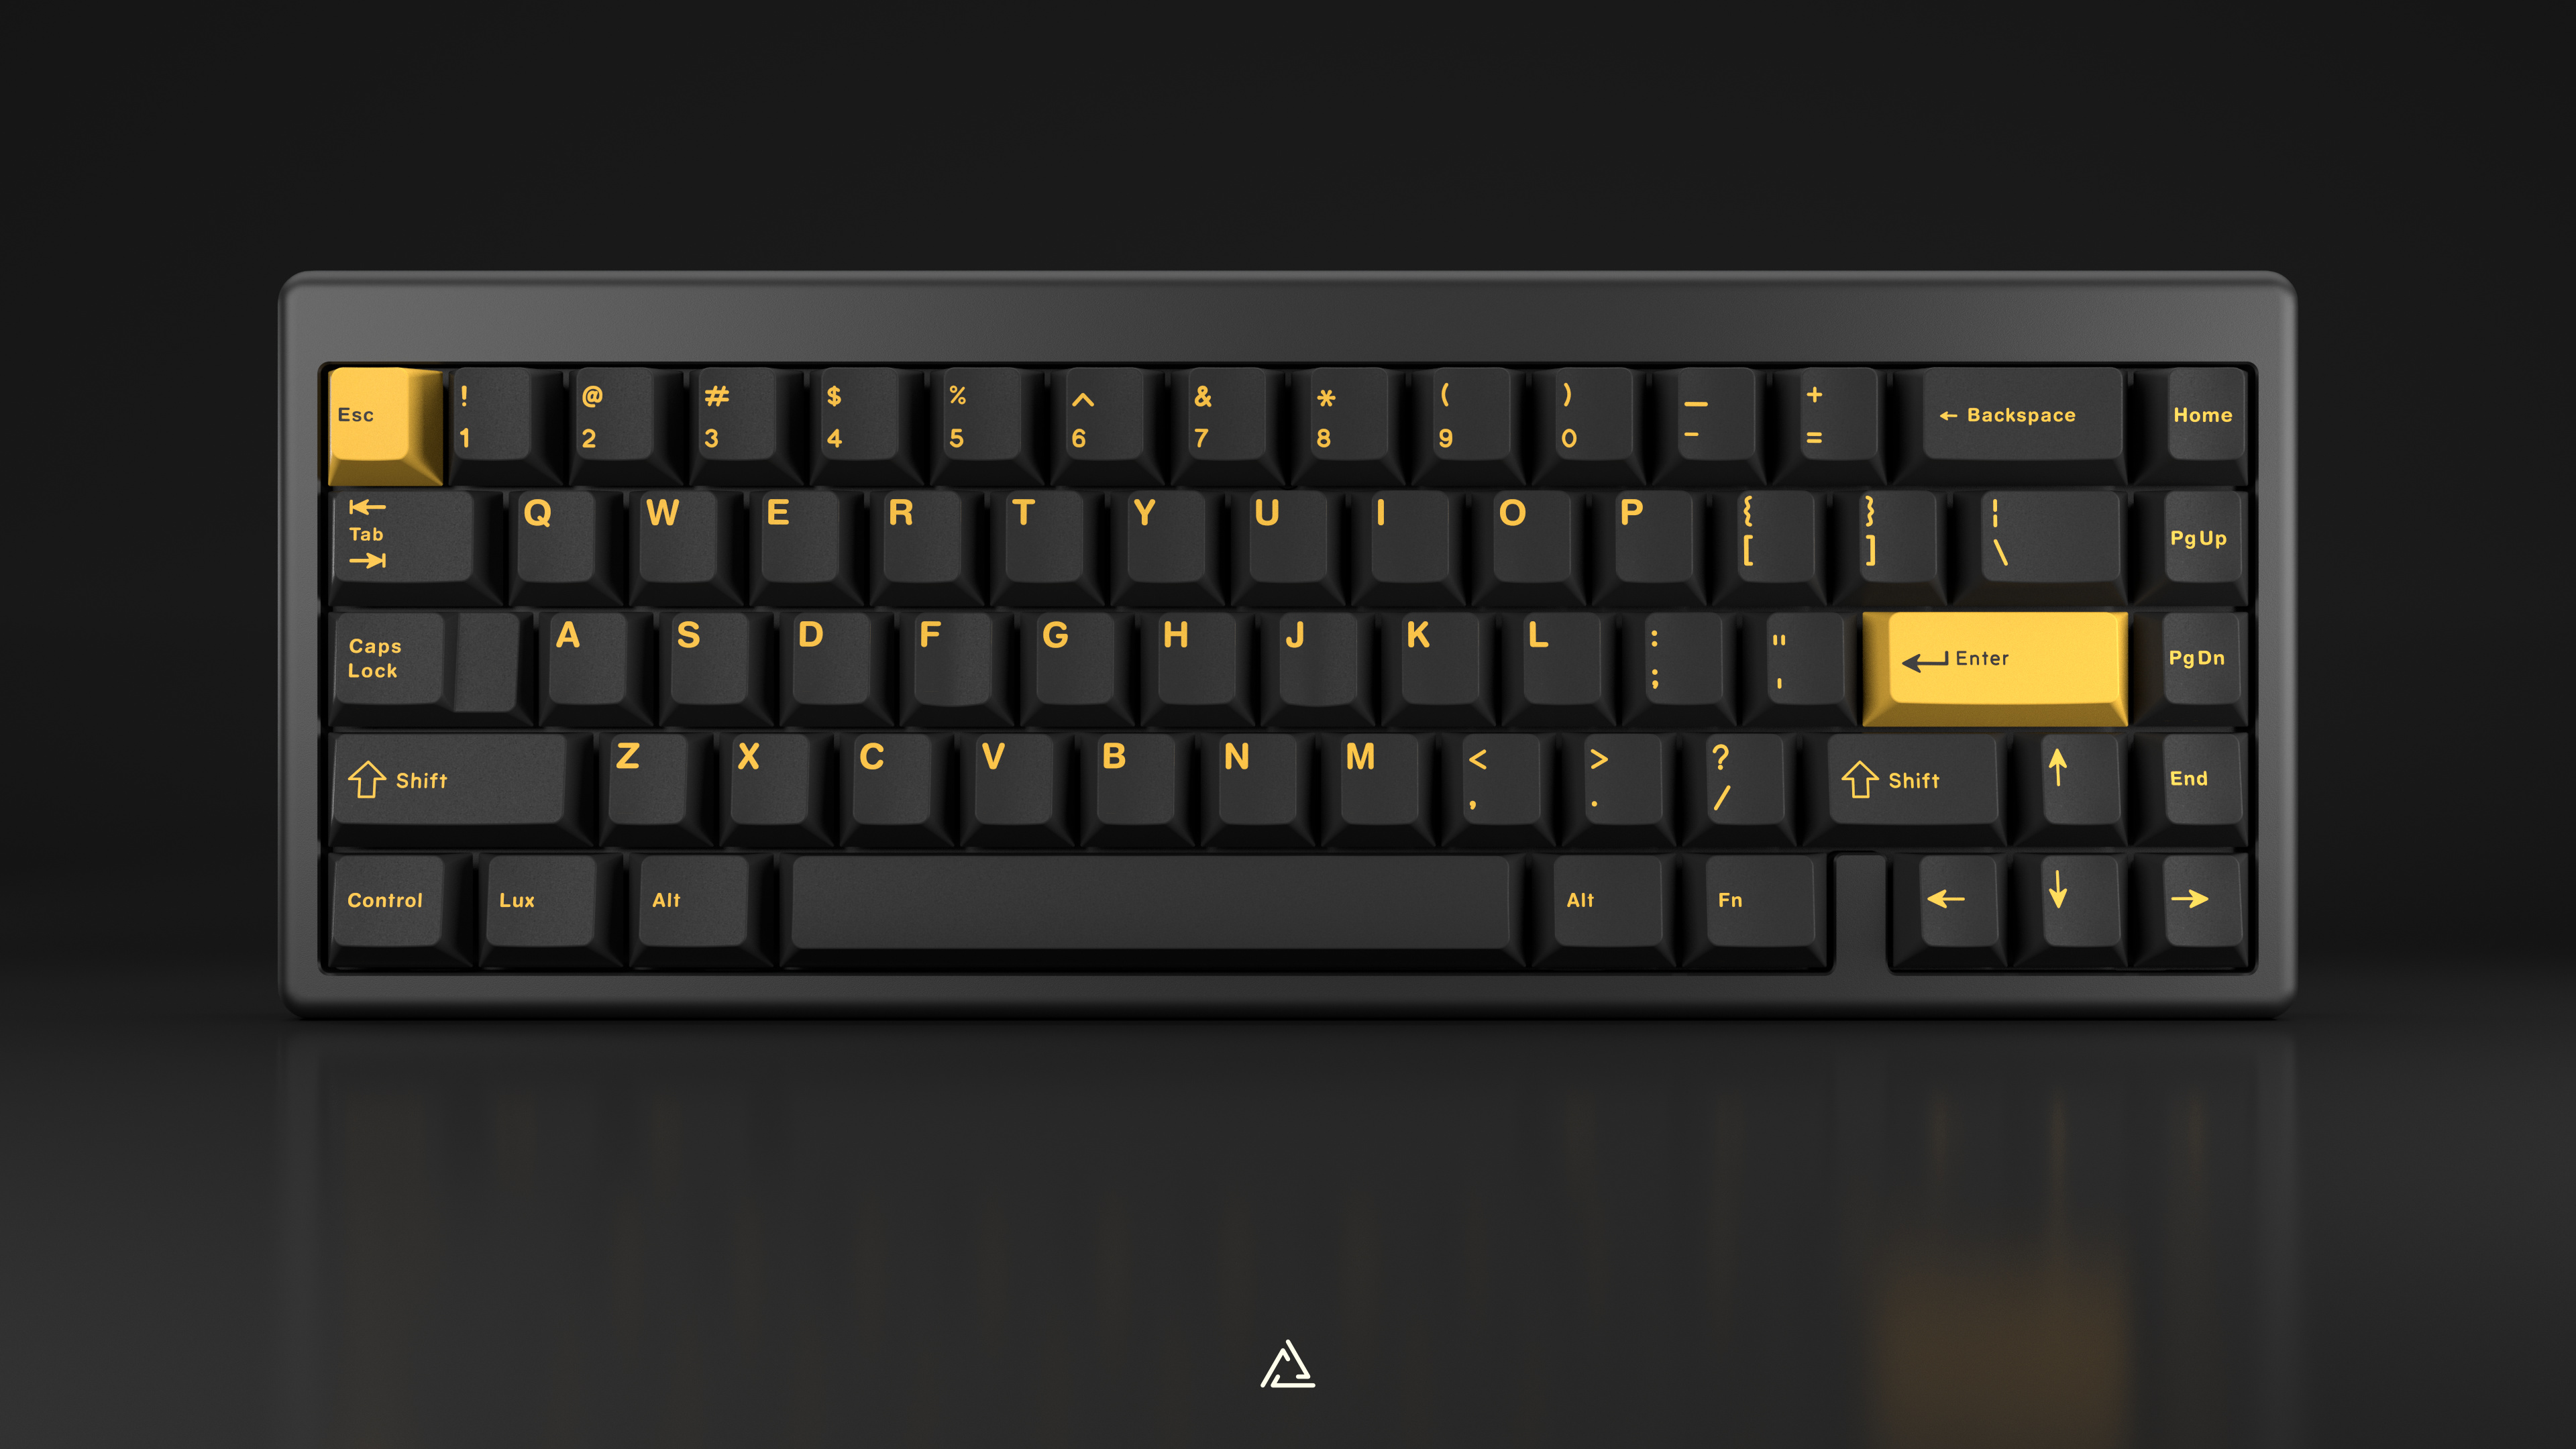 Esc ! @ # $ % ^ & * ( ) _ + ← Backspace Home
1 2 3 4 5 6 7 8 9 0 - =
⇤ Q W E R T Y U I O P { } ¦ PgUp
Tab [ ] \
⇥
Caps A S D F G H J K L : " ↵ Enter PgDn
Lock ; '
⇧ Shift Z X C V B N M < > ? ⇧ Shift ↑ End
, . /
Control Lux Alt Alt Fn ← ↓ →